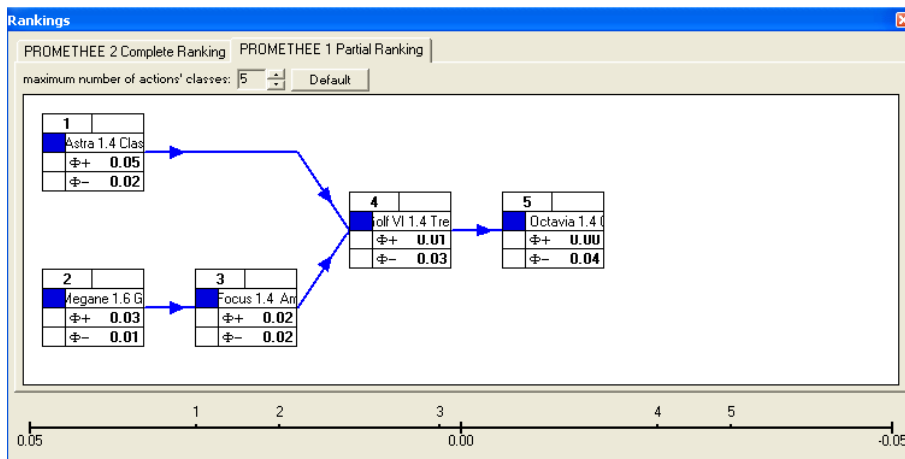 Rankings
PROMETHEE 2 Complete Ranking PROMETHEE 1 Partial Ranking
maximum number of actions' classes: 5 Default
1
Astra 1.4 Clas
Φ+ 0.05
Φ− 0.02
4
Golf VI 1.4 Tre
Φ+ 0.01
Φ− 0.03
5
Octavia 1.4
Φ+ 0.00
Φ− 0.04
2
Megane 1.6 G
Φ+ 0.03
Φ− 0.01
3
Focus 1.4 Am
Φ+ 0.02
Φ− 0.02
1 2 3 4 5
0.05 0.00 -0.05